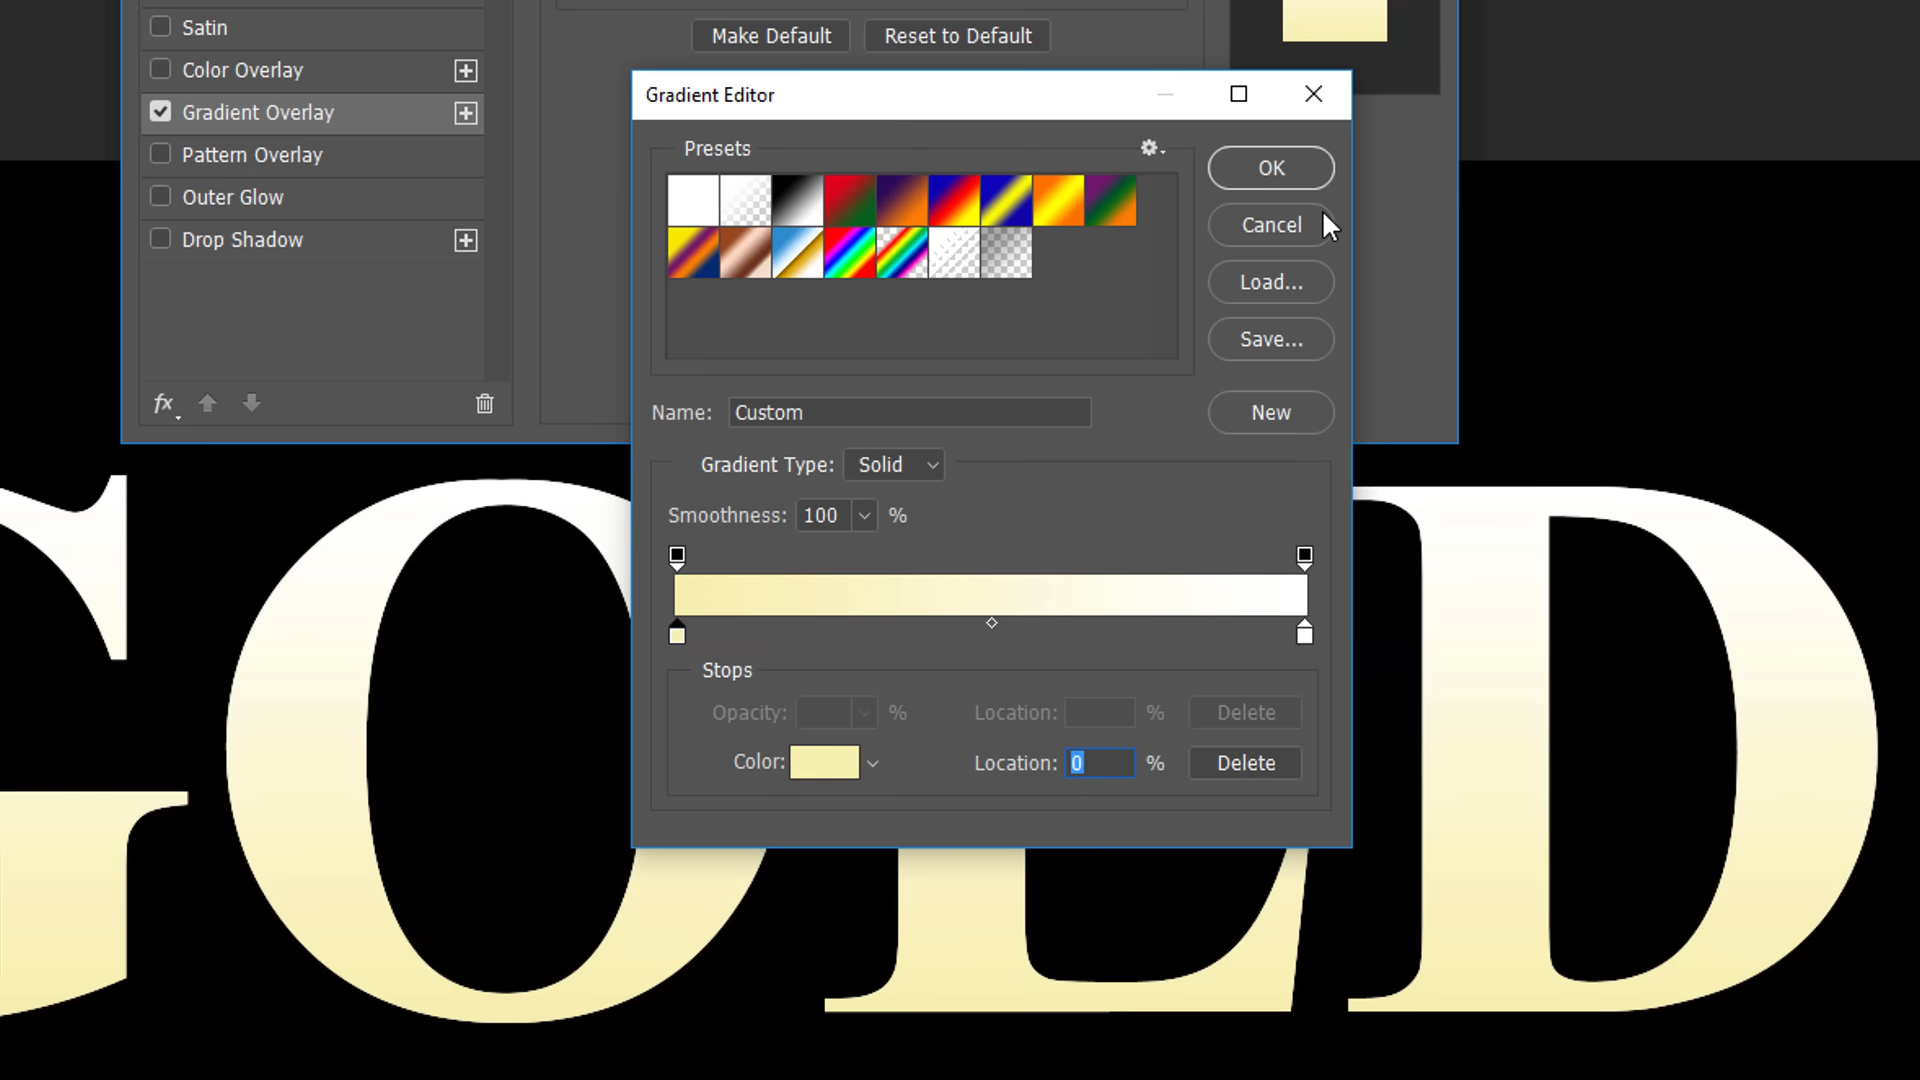 Satin
Color Overlay
Gradient Overlay
Pattern Overlay
Outer Glow
Drop Shadow
fx
Make Default
Reset to Default
Gradient Editor
Presets
OK
Cancel
Load...
Save...
Name: Custom
New
Gradient Type: Solid
Smoothness: 100 %
Stops
Opacity: %
Location: %
Delete
Color:
Location: 0 %
Delete
GOLD